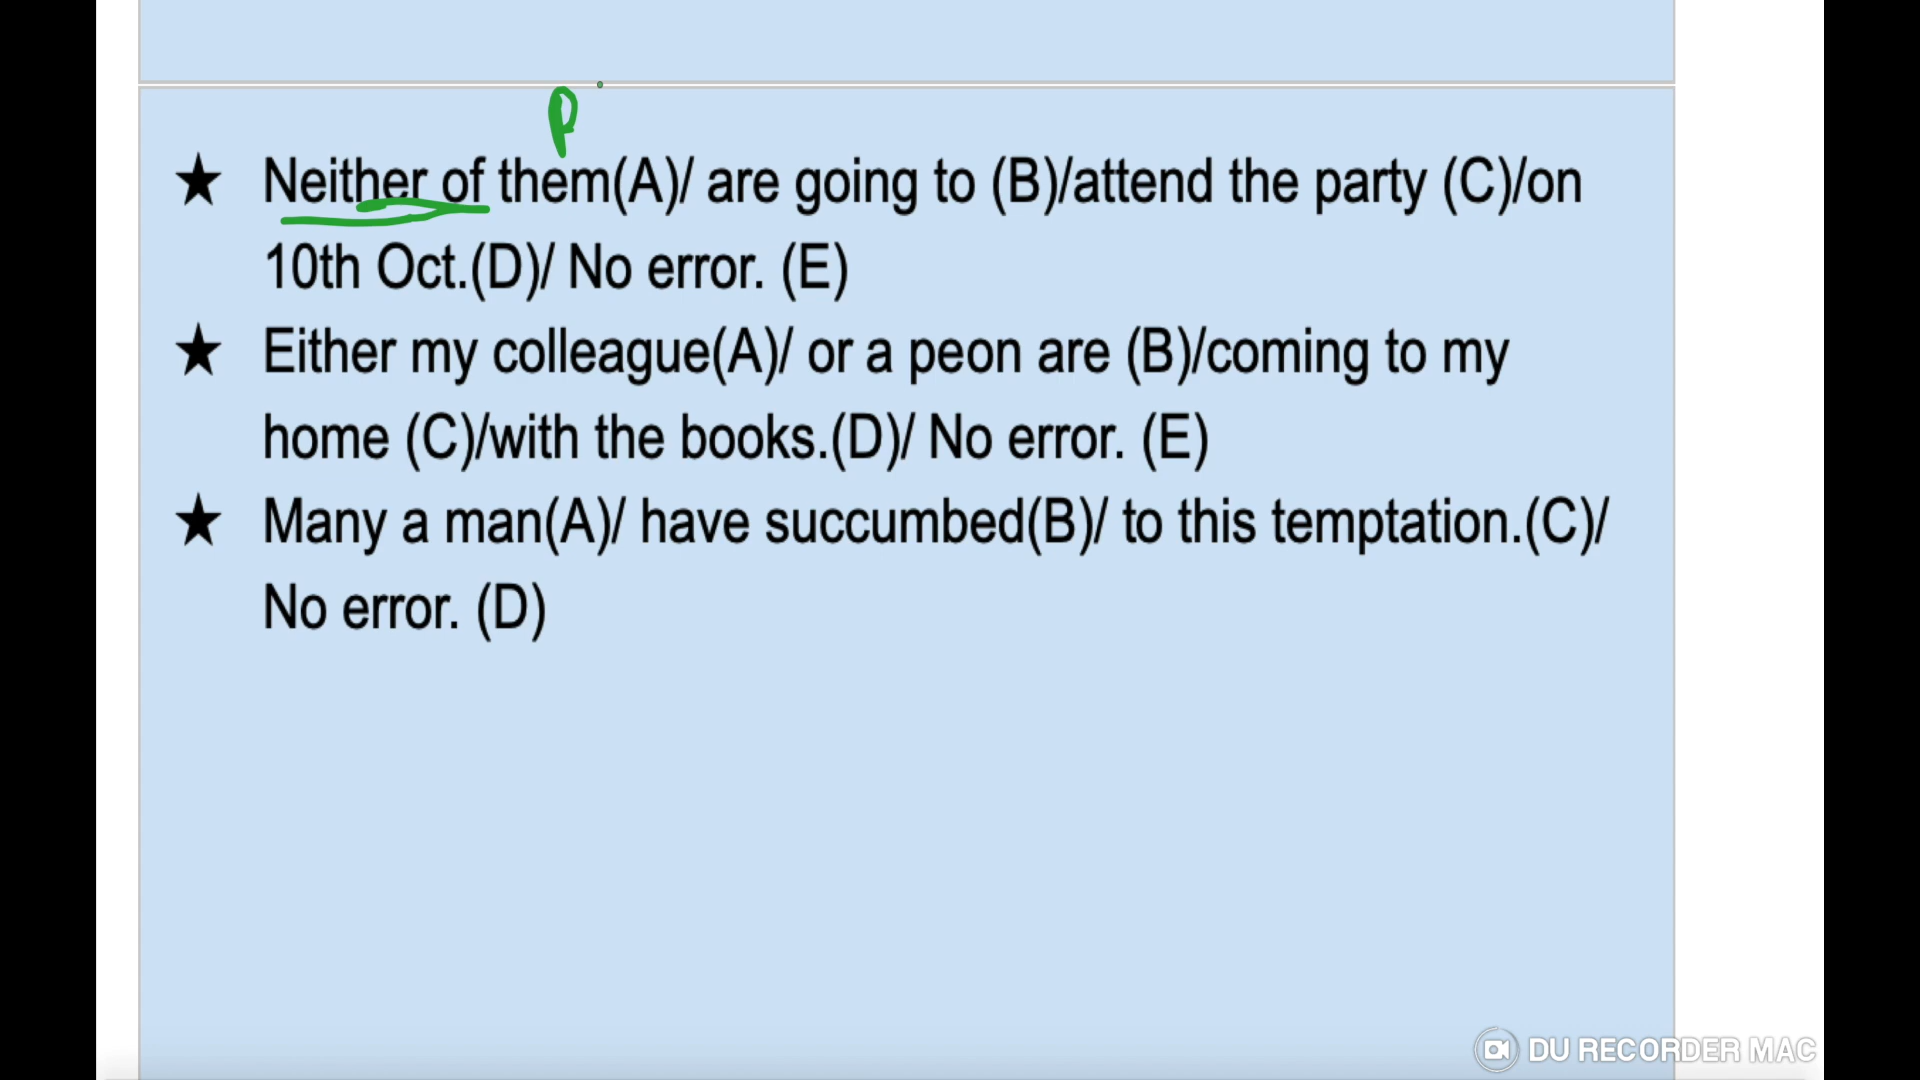 P
★ Neither of them(A)/ are going to (B)/attend the party (C)/on
10th Oct.(D)/ No error. (E)
★ Either my colleague(A)/ or a peon are (B)/coming to my
home (C)/with the books.(D)/ No error. (E)
★ Many a man(A)/ have succumbed(B)/ to this temptation.(C)/
No error. (D)
DU RECORDER MAC